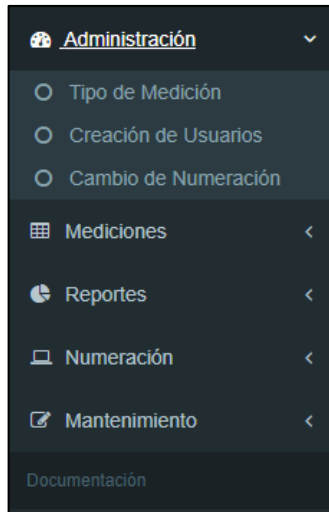 Administración
Tipo de Medición
Creación de Usuarios
Cambio de Numeración
Mediciones
Reportes
Numeración
Mantenimiento
Documentación